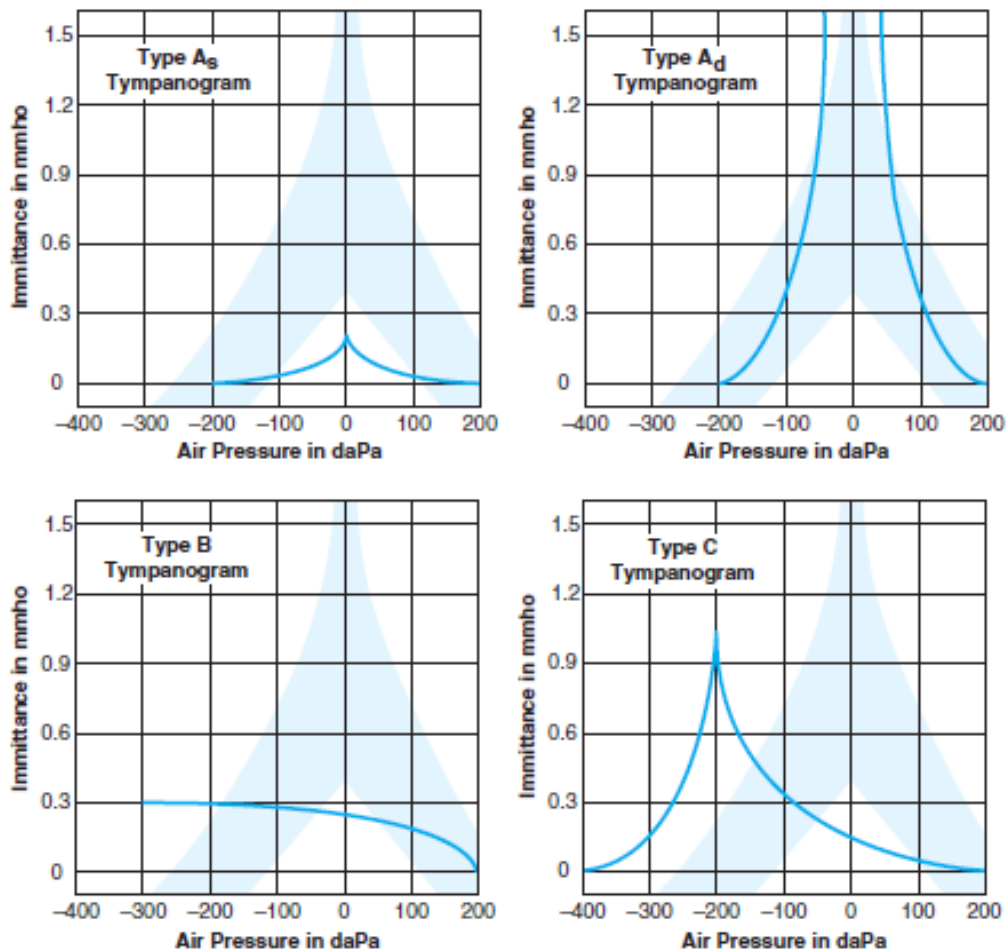 1.5
1.2
0.9
0.6
0.3
0
Immittance in mmho
Type As
Tympanogram
–400 –300 –200 –100 0 100 200
Air Pressure in daPa
1.5
1.2
0.9
0.6
0.3
0
Immittance in mmho
Type Ad
Tympanogram
–400 –300 –200 –100 0 100 200
Air Pressure in daPa
1.5
1.2
0.9
0.6
0.3
0
Immittance in mmho
Type B
Tympanogram
–400 –300 –200 –100 0 100 200
Air Pressure in daPa
1.5
1.2
0.9
0.6
0.3
0
Immittance in mmho
Type C
Tympanogram
–400 –300 –200 –100 0 100 200
Air Pressure in daPa